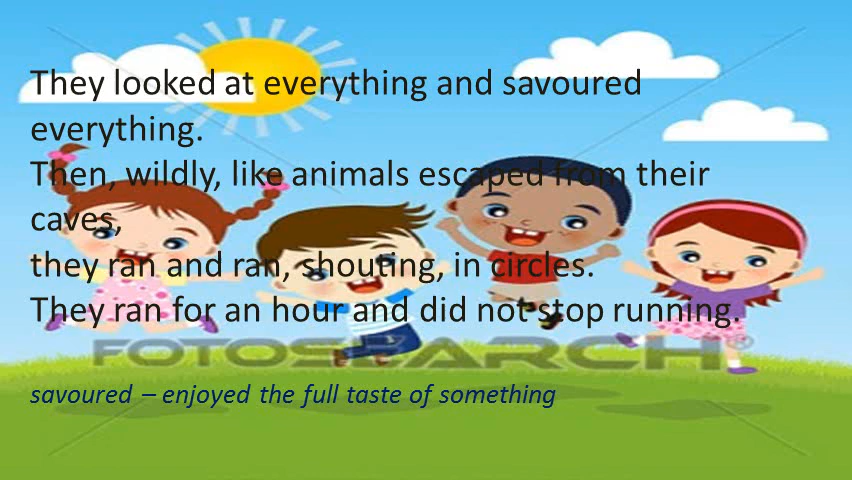 They looked at everything and savoured
everything.
Then, wildly, like animals escaped from their
caves,
they ran and ran, shouting, in circles.
They ran for an hour and did not stop running.
FOTOSEARCH®
savoured – enjoyed the full taste of something